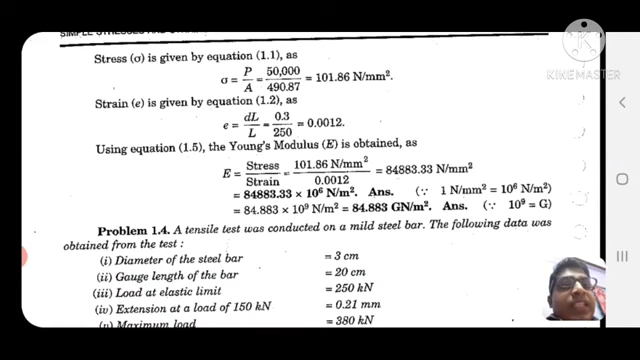 SIMPLE STRESSES AND STRAIN
KINEMASTER
Stress (σ) is given by equation (1.1), as
σ = P/A = 50,000/490.87 = 101.86 N/mm².
Strain (e) is given by equation (1.2), as
e = dL/L = 0.3/250 = 0.0012.
Using equation (1.5), the Young's Modulus (E) is obtained, as
E = Stress/Strain = 101.86 N/mm²/0.0012 = 84883.33 N/mm²
= 84883.33 × 10⁶ N/m². Ans. (∵ 1 N/mm² = 10⁶ N/m²)
= 84.883 × 10⁹ N/m² = 84.883 GN/m². Ans. (∵ 10⁹ = G)
Problem 1.4. A tensile test was conducted on a mild steel bar. The following data was
obtained from the test :
(i) Diameter of the steel bar = 3 cm
(ii) Gauge length of the bar = 20 cm
(iii) Load at elastic limit = 250 kN
(iv) Extension at a load of 150 kN = 0.21 mm
(v) Maximum load = 380 kN